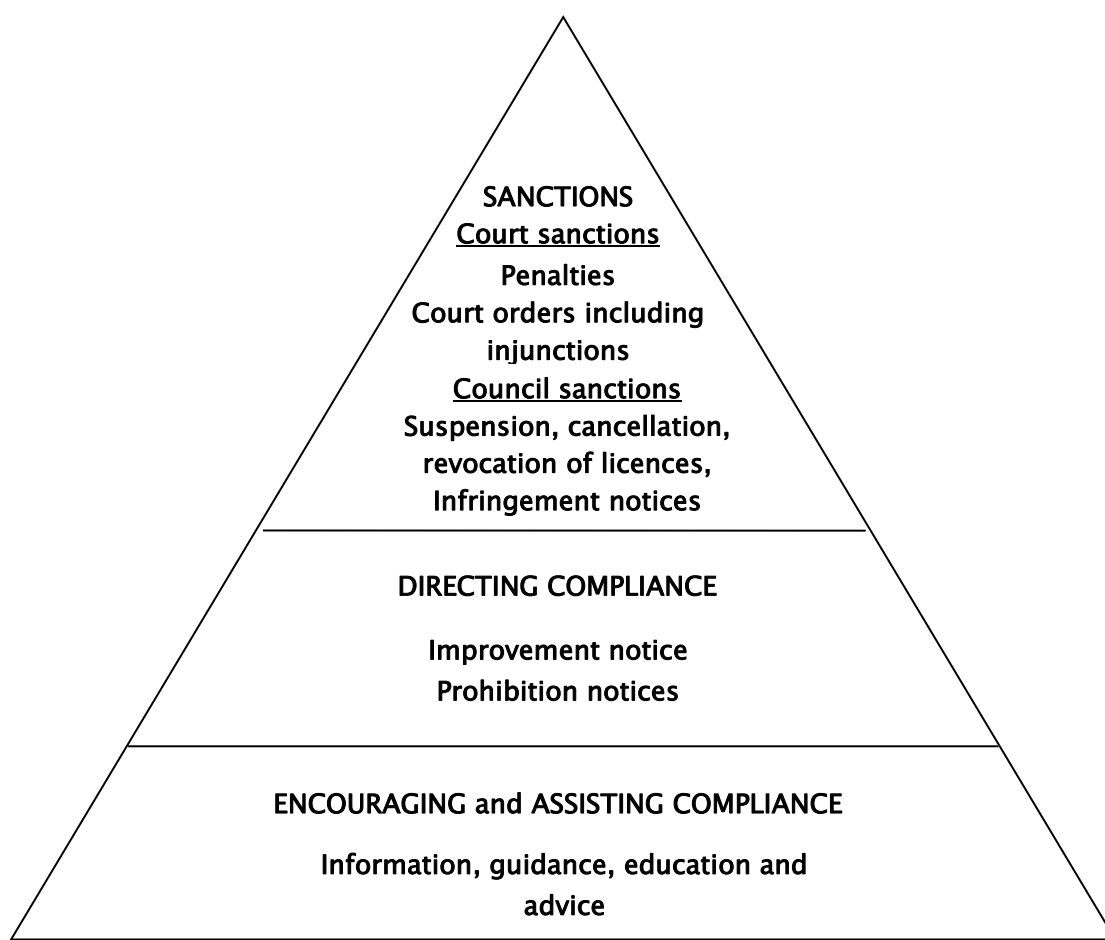 SANCTIONS
Court sanctions
Penalties
Court orders including
injunctions
Council sanctions
Suspension, cancellation,
revocation of licences,
Infringement notices
DIRECTING COMPLIANCE
Improvement notice
Prohibition notices
ENCOURAGING and ASSISTING COMPLIANCE
Information, guidance, education and
advice